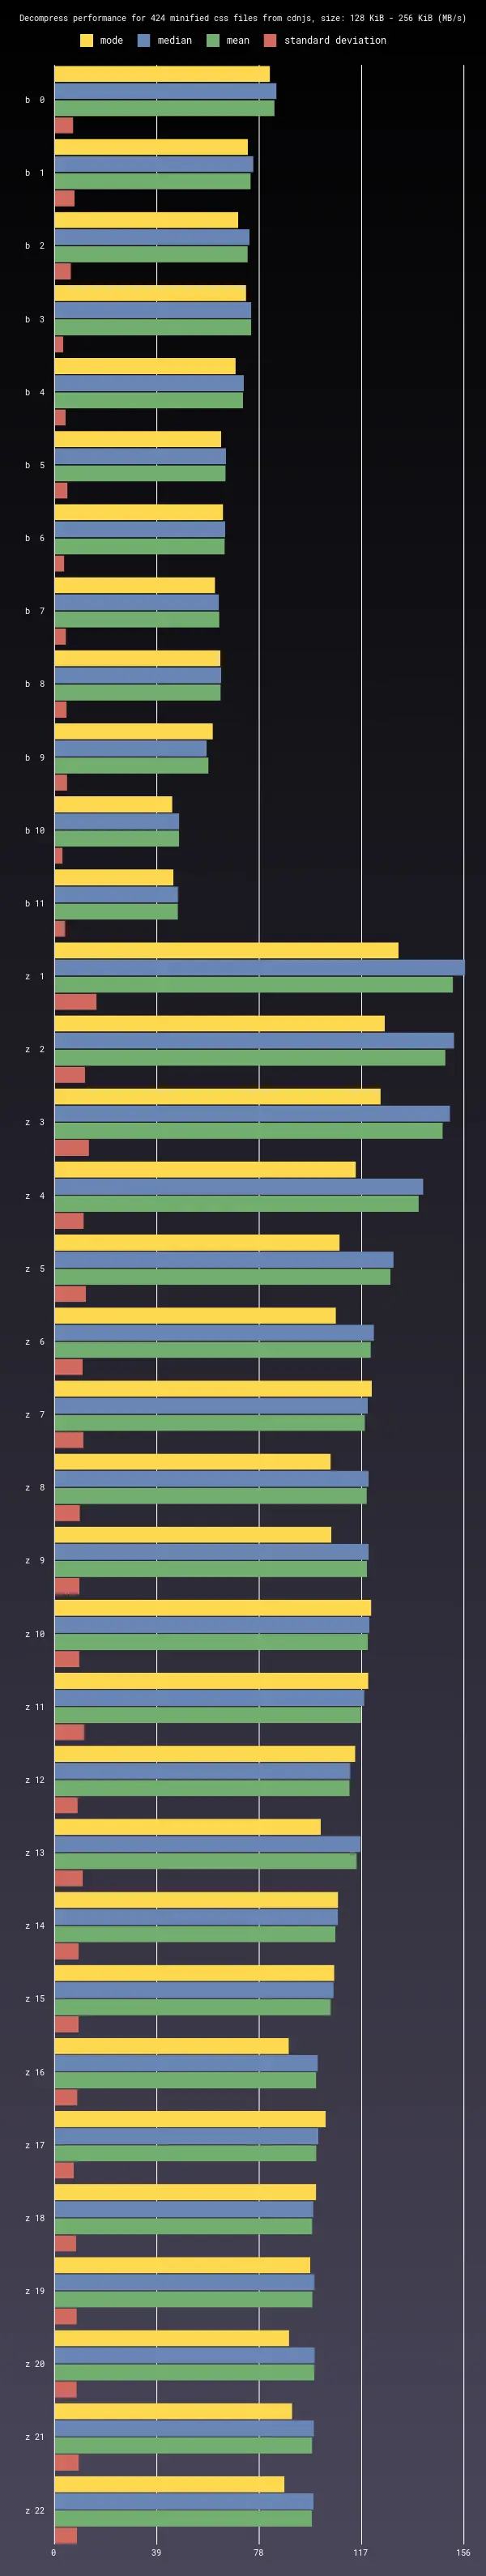 Decompress performance for 424 minified css files from cdnjs, size: 128 KiB - 256 KiB (MB/s)
mode median mean standard deviation
b 0
b 1
b 2
b 3
b 4
b 5
b 6
b 7
b 8
b 9
b 10
b 11
z 1
z 2
z 3
z 4
z 5
z 6
z 7
z 8
z 9
z 10
z 11
z 12
z 13
z 14
z 15
z 16
z 17
z 18
z 19
z 20
z 21
z 22
0 39 78 117 156